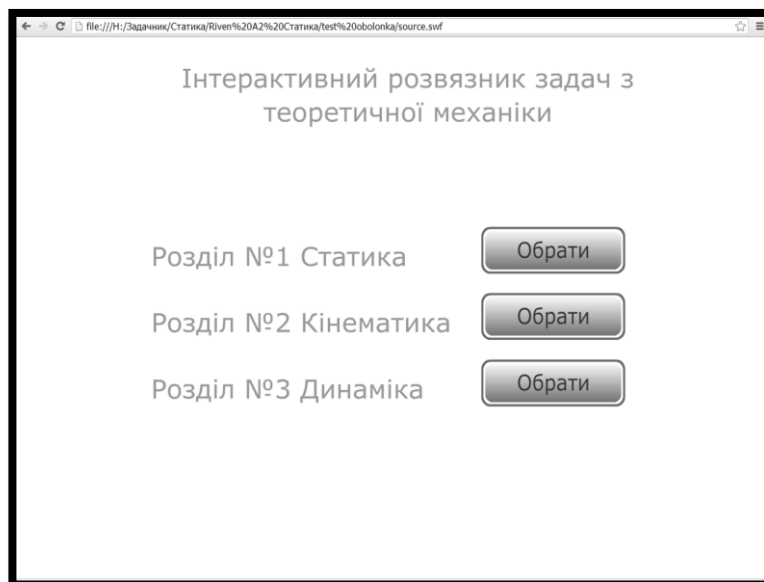 file:///H:/Задачник/Статика/Riven%20A2%20Статика/test%20obolonka/source.swf
Інтерактивний розвязник задач з
теоретичної механіки
Розділ №1 Статика
Обрати
Розділ №2 Кінематика
Обрати
Розділ №3 Динаміка
Обрати